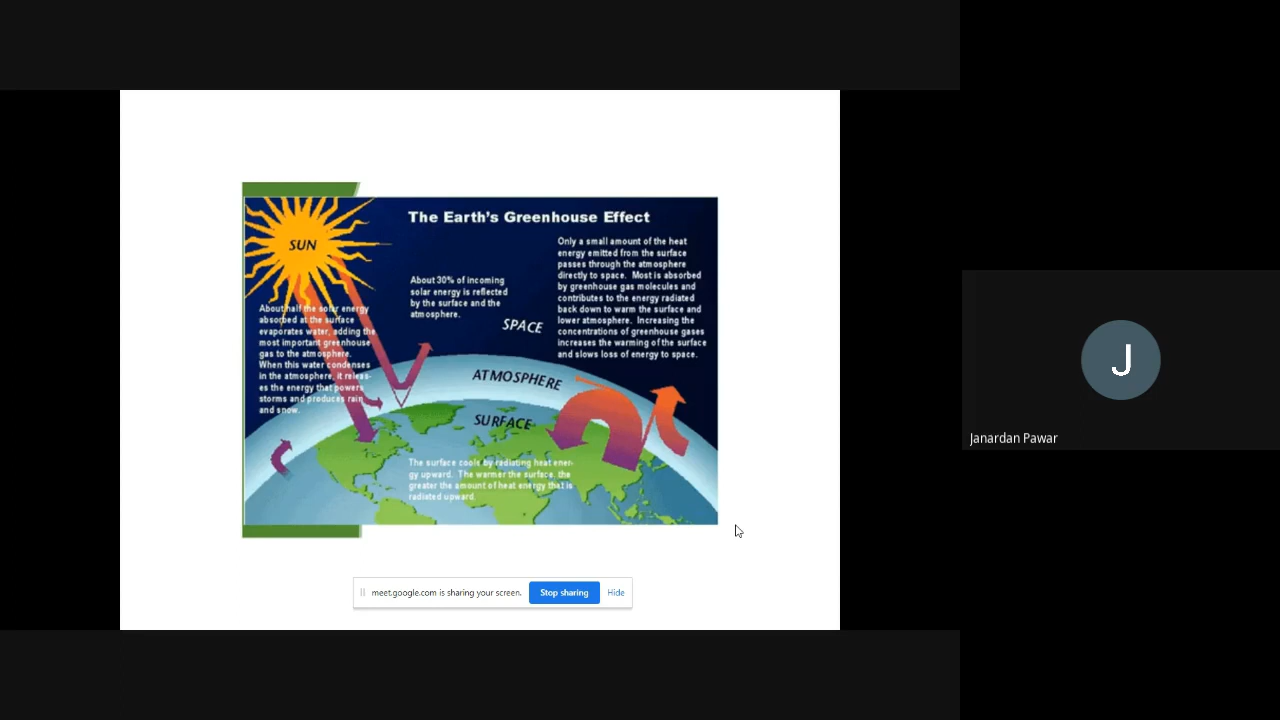 The Earth's Greenhouse Effect
SUN
About half the solar energy
absorbed at the surface
evaporates water, adding the
most important greenhouse
gas to the atmosphere.
When this water condenses
in the atmosphere, it releas-
es the energy that powers
storms and produces rain
and snow.
About 30% of incoming
solar energy is reflected
by the surface and the
atmosphere.
SPACE
Only a small amount of the heat
energy emitted from the surface
passes through the atmosphere
directly to space. Most is absorbed
by greenhouse gas molecules and
contributes to the energy radiated
back down to warm the surface and
lower atmosphere. Increasing the
concentrations of greenhouse gases
increases the warming of the surface
and slows loss of energy to space.
ATMOSPHERE
SURFACE
The surface cools by radiating heat ener-
gy upward. The warmer the surface, the
greater the amount of heat energy that is
radiated upward.
meet.google.com is sharing your screen.
Stop sharing
Hide
J
Janardan Pawar